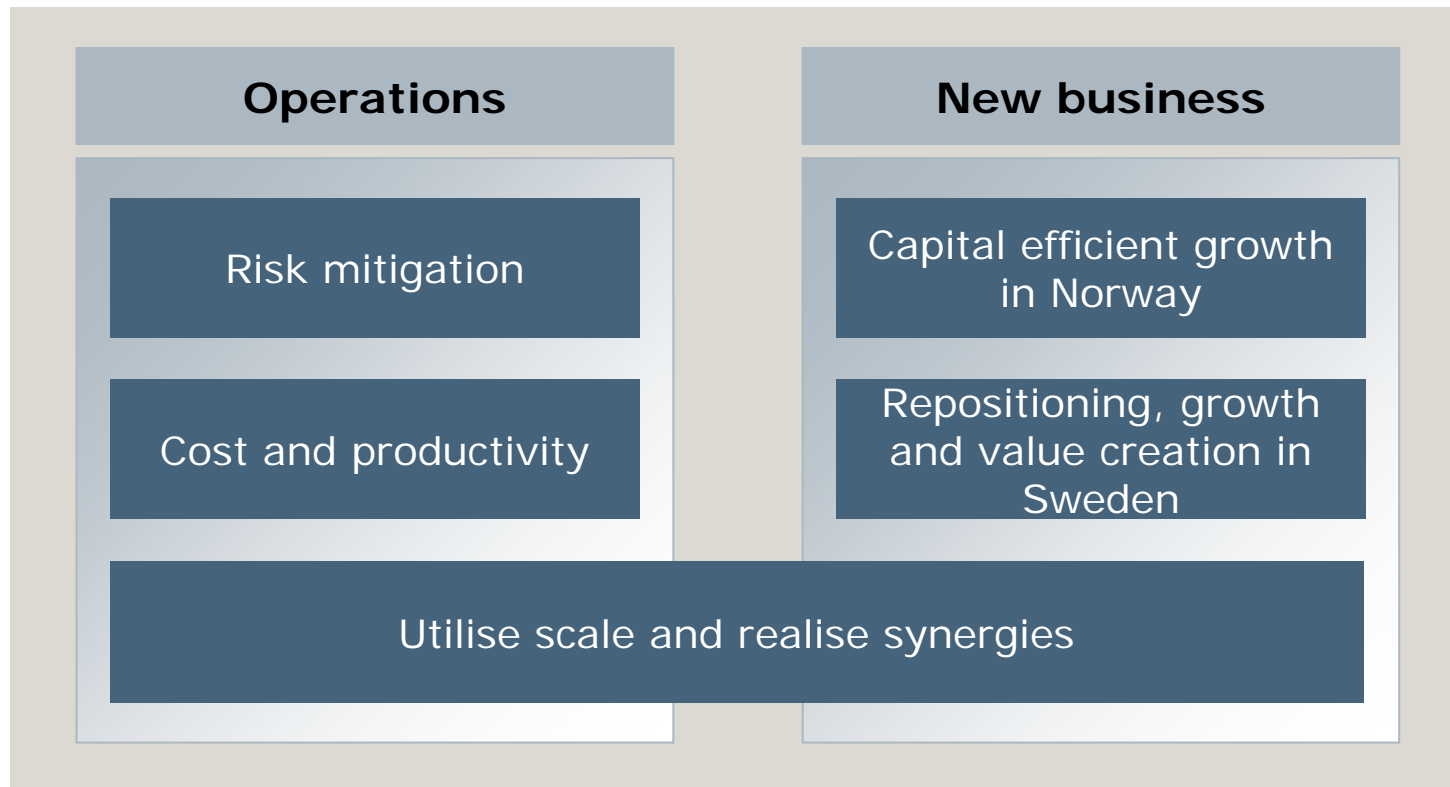 Operations
Risk mitigation
Cost and productivity
New business
Capital efficient growth
in Norway
Repositioning, growth
and value creation in
Sweden
Utilise scale and realise synergies